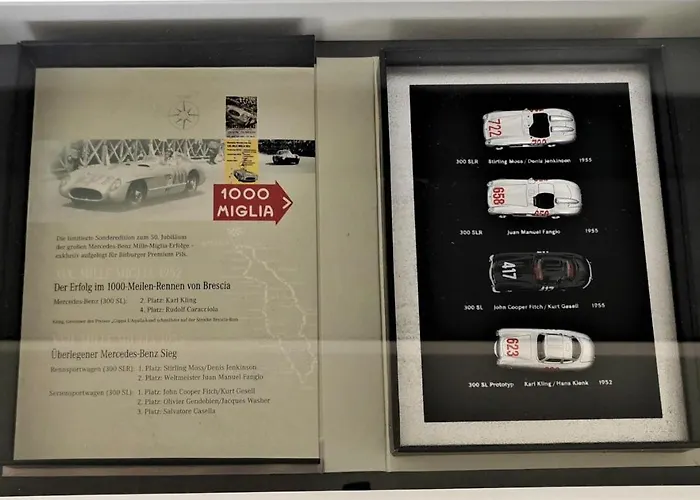 1000
MIGLIA
Die limitierte Sonderedition zum 50. Jubiläum
der großen Mercedes-Benz Mille-Miglia-Erfolge –
exklusiv aufgelegt für Bitburger Premium Pils.
Der Erfolg im 1000-Meilen-Rennen von Brescia
Mercedes-Benz (300 SL): 2. Platz: Karl Kling
4. Platz: Rudolf Caracciola
Überlegener Mercedes-Benz Sieg
Rennsportwagen (300 SLR): 1. Platz: Stirling Moss/Denis Jenkinson
2. Platz: Weltmeister Juan Manuel Fangio
Seriensportwagen (300 SL): 1. Platz: John Cooper Fitch/Kurt Gesell
2. Platz: Olivier Gendebien/Jacques Washer
3. Platz: Salvatore Casella
722
300 SLR Stirling Moss / Denis Jenkinson 1955
658
300 SLR Juan Manuel Fangio 1955
417
300 SL John Cooper Fitch / Kurt Gesell 1955
623
300 SL Prototyp: Karl Kling / Hans Klenk 1952